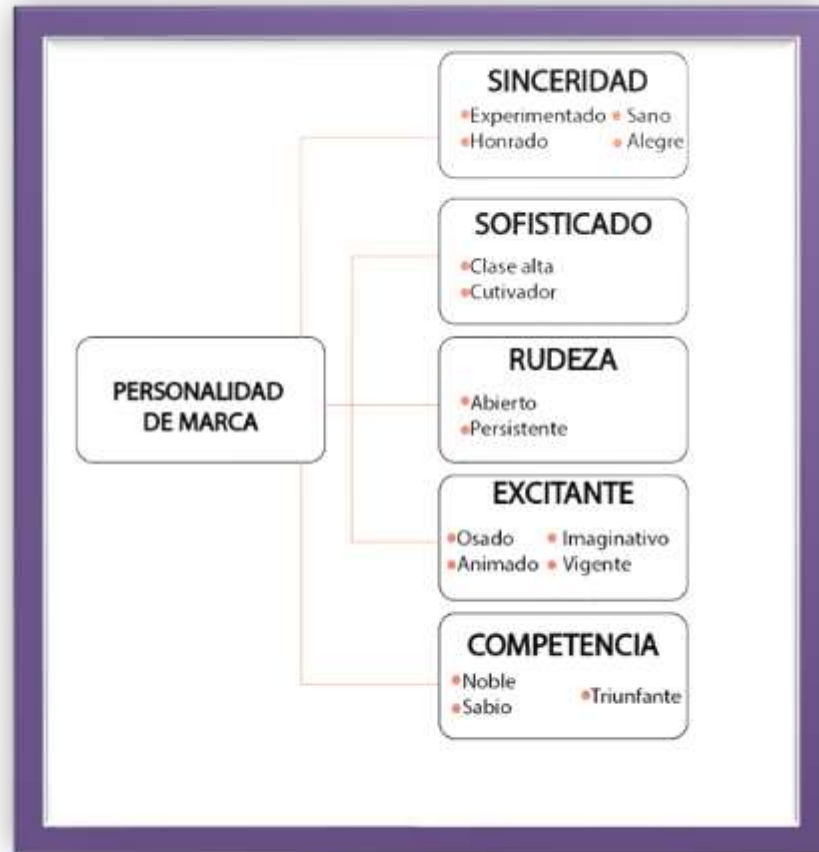 SINCERIDAD
•Experimentado • Sano
•Honrado • Alegre
SOFISTICADO
•Clase alta
•Cutivador
PERSONALIDAD
DE MARCA
RUDEZA
•Abierto
•Persistente
EXCITANTE
•Osado • Imaginativo
•Animado • Vigente
COMPETENCIA
•Noble
•Triunfante
•Sabio